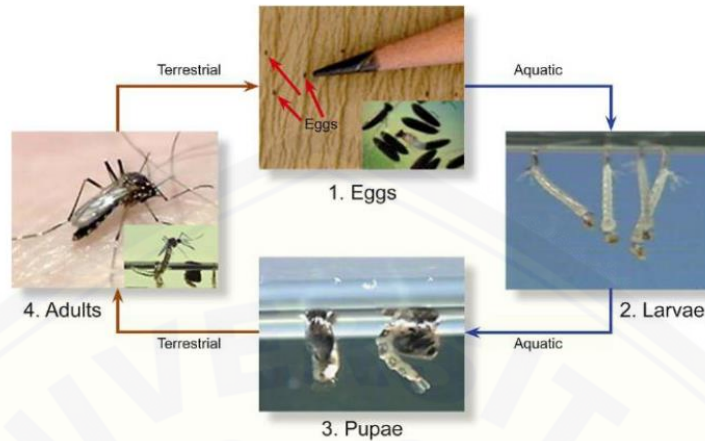 Terrestrial
Aquatic
Eggs
1. Eggs
4. Adults
2. Larvae
Terrestrial
Aquatic
3. Pupae